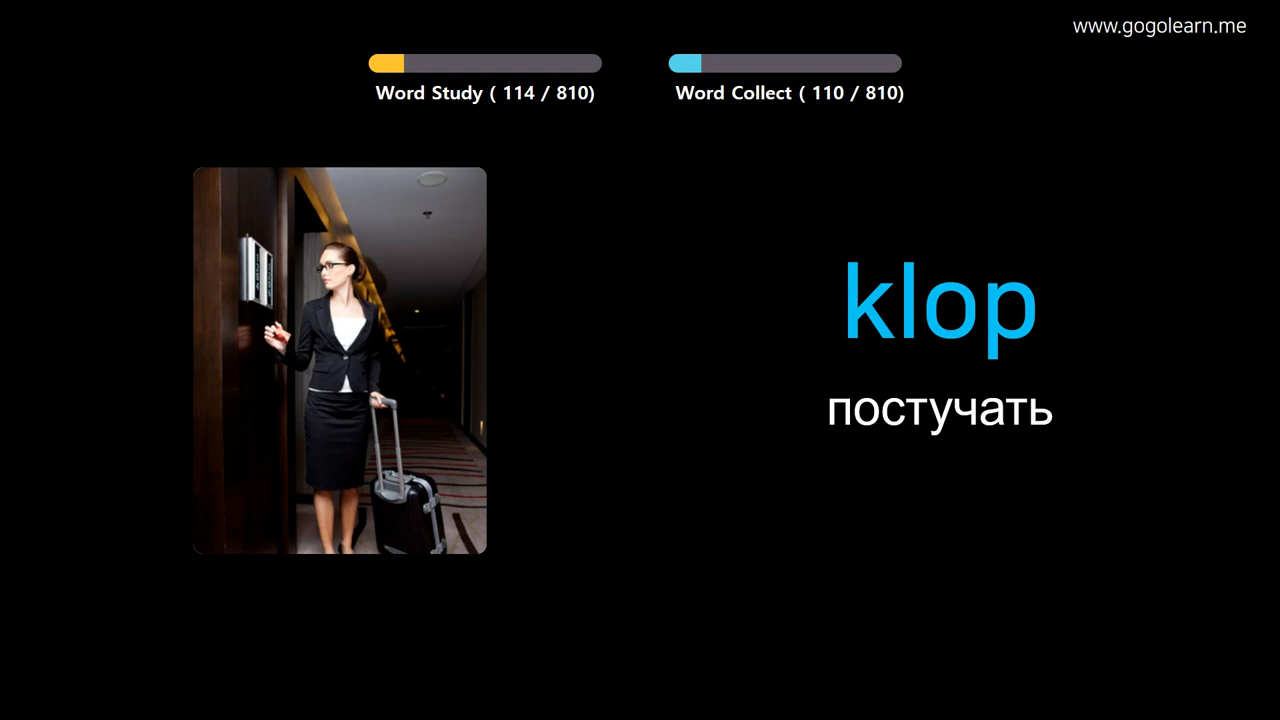 www.gogolearn.me
Word Study ( 114 / 810)
Word Collect ( 110 / 810)
klop
постучать